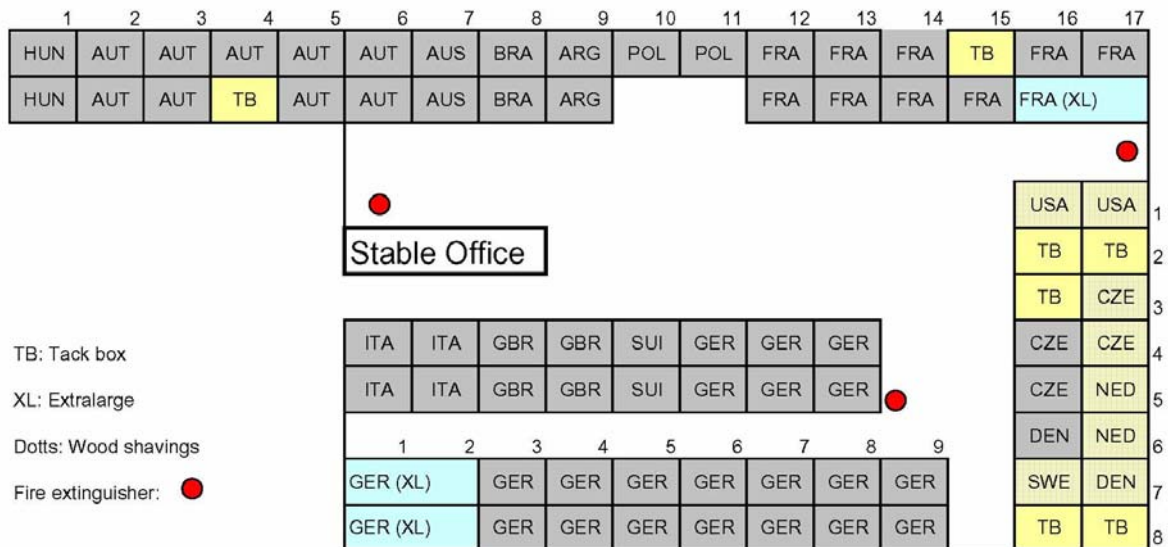 1 2 3 4 5 6 7 8 9 10 11 12 13 14 15 16 17
HUN AUT AUT AUT AUT AUT AUS BRA ARG POL POL FRA FRA FRA TB FRA FRA
HUN AUT AUT TB AUT AUT AUS BRA ARG FRA FRA FRA FRA FRA (XL)
USA USA 1
Stable Office
TB TB 2
TB CZE 3
TB: Tack box
ITA ITA GBR GBR SUI GER GER GER
CZE CZE 4
XL: Extralarge
ITA ITA GBR GBR SUI GER GER GER
CZE NED 5
Dotts: Wood shavings
DEN NED 6
1 2 3 4 5 6 7 8 9
Fire extinguisher:
GER (XL) GER GER GER GER GER GER GER
SWE DEN 7
GER (XL) GER GER GER GER GER GER GER
TB TB 8